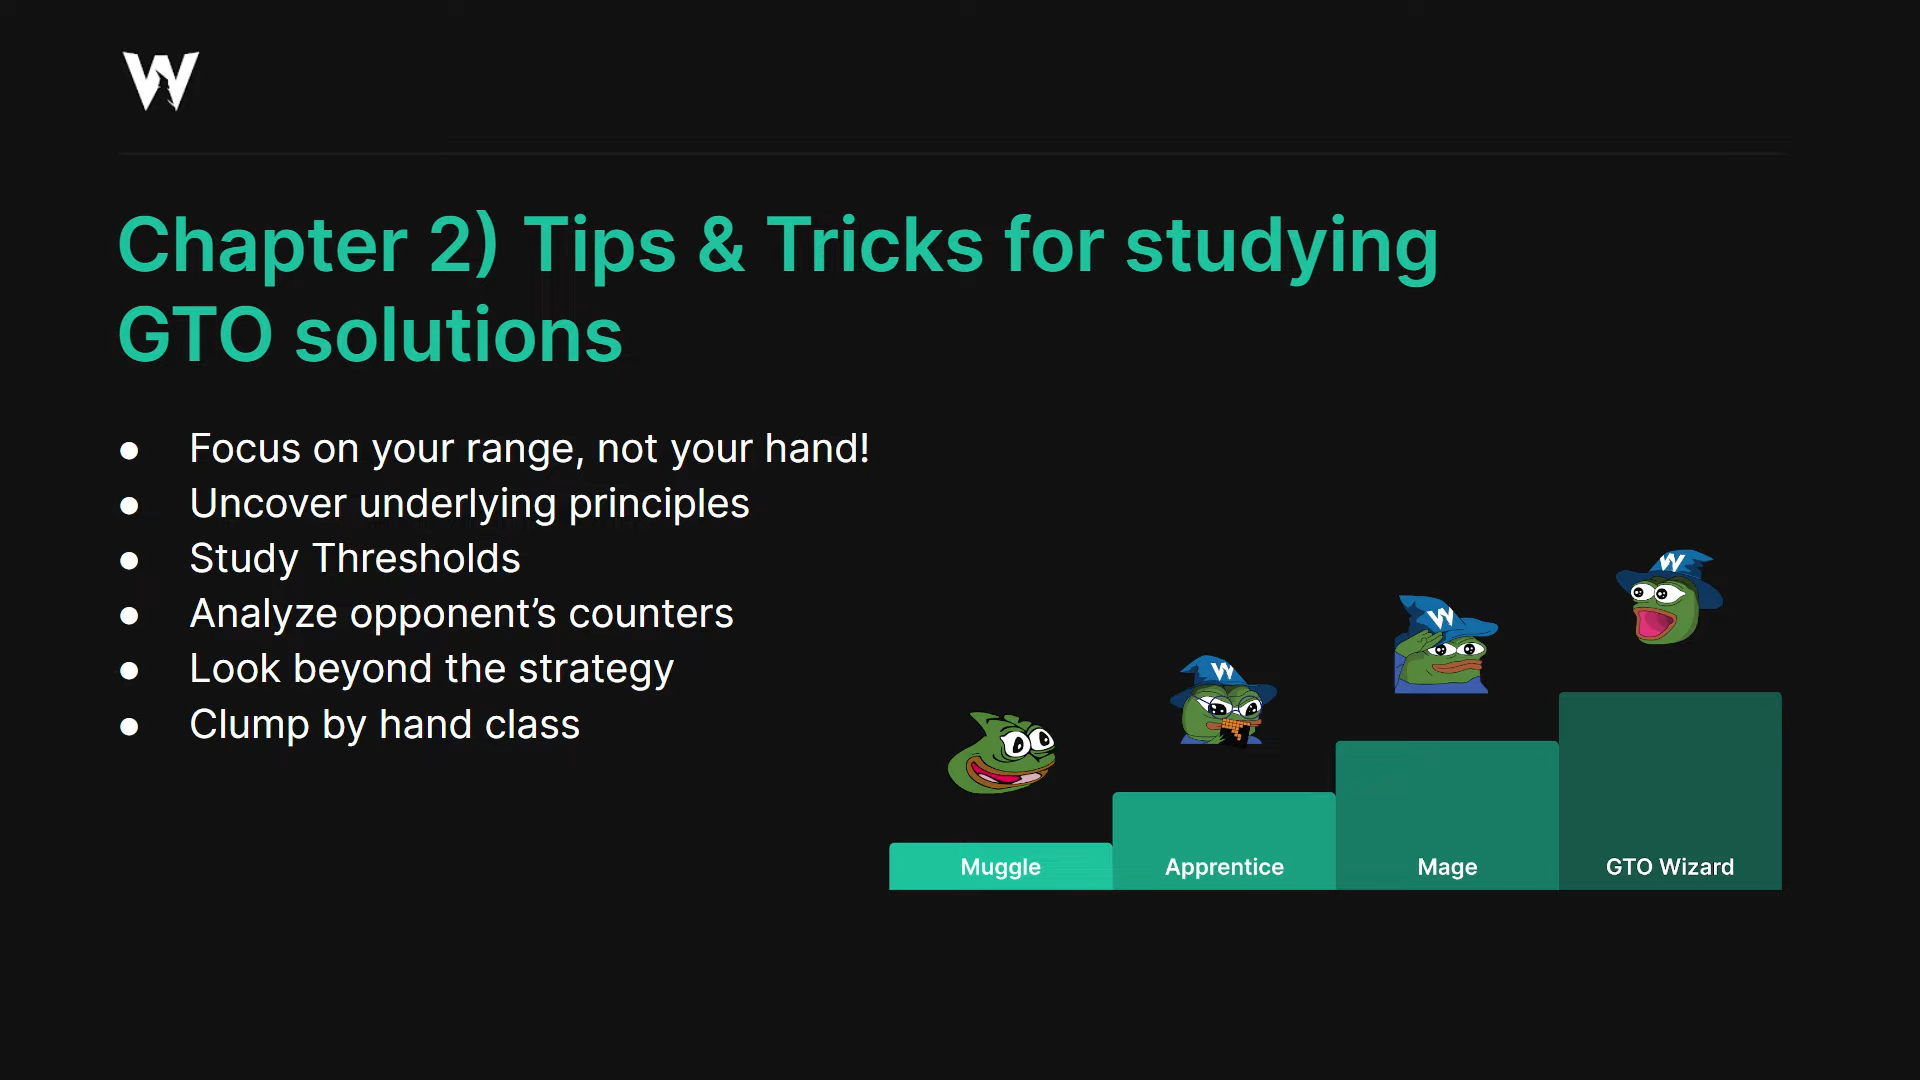 W
Chapter 2) Tips & Tricks for studying
GTO solutions
● Focus on your range, not your hand!
● Uncover underlying principles
● Study Thresholds
● Analyze opponent’s counters
● Look beyond the strategy
● Clump by hand class
W
W
W
Muggle
Apprentice
Mage
GTO Wizard